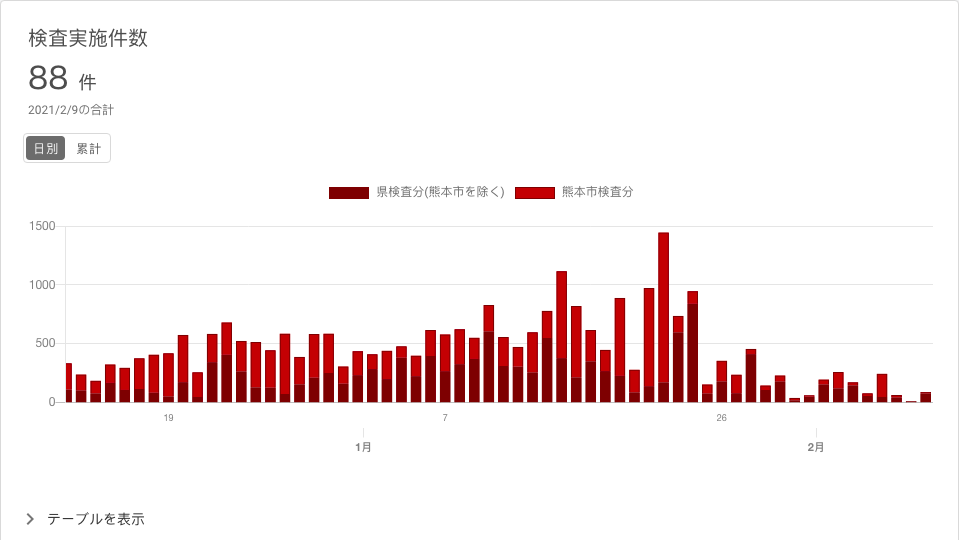 検査実施件数
88 件
2021/2/9の合計
日別 累計
県検査分(熊本市を除く) 熊本市検査分
1500
1000
500
0
19 7 26
1月 2月
テーブルを表示